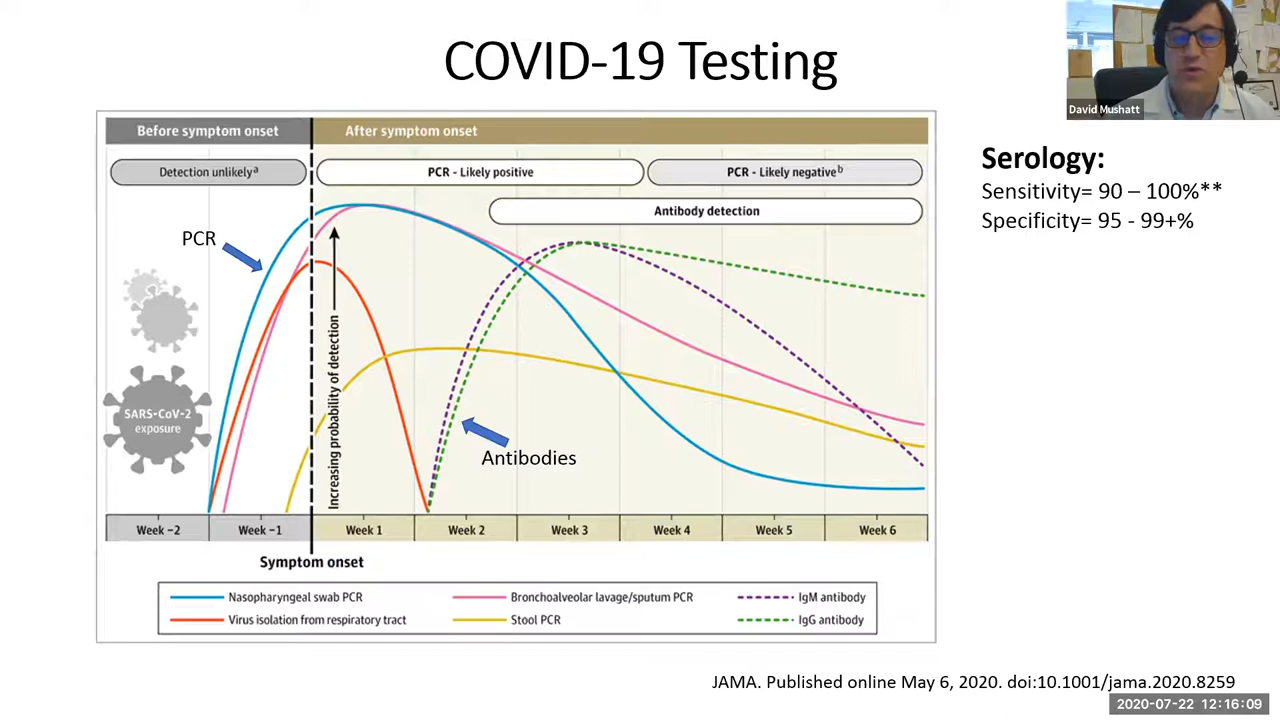 COVID-19 Testing
David Mushatt
Before symptom onset
After symptom onset
Detection unlikelyᵃ
PCR - Likely positive
PCR - Likely negativeᵇ
Antibody detection
PCR
SARS-CoV-2
exposure
Increasing probability of detection
Antibodies
Week −2
Week −1
Week 1
Week 2
Week 3
Week 4
Week 5
Week 6
Symptom onset
Nasopharyngeal swab PCR
Bronchoalveolar lavage/sputum PCR
IgM antibody
Virus isolation from respiratory tract
Stool PCR
IgG antibody
Serology:
Sensitivity= 90 – 100%**
Specificity= 95 - 99+%
JAMA. Published online May 6, 2020. doi:10.1001/jama.2020.8259
2020-07-22 12:16:09